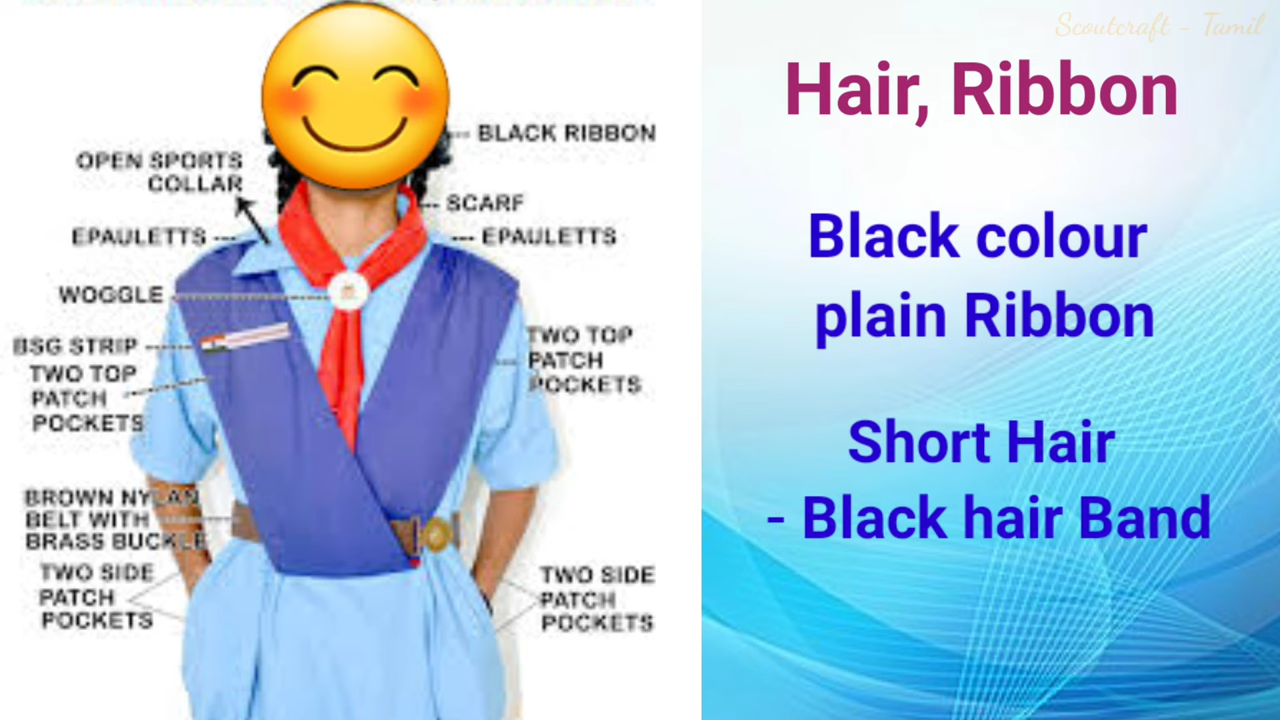 Scoutcraft - Tamil
Hair, Ribbon
Black colour
plain Ribbon
Short Hair
- Black hair Band
BLACK RIBBON
OPEN SPORTS
COLLAR
SCARF
EPAULETTS
EPAULETTS
WOGGLE
BSG STRIP
TWO TOP
PATCH
POCKETS
TWO TOP
PATCH
POCKETS
BROWN NYLAN
BELT WITH
BRASS BUCKLE
TWO SIDE
PATCH
POCKETS
TWO SIDE
PATCH
POCKETS